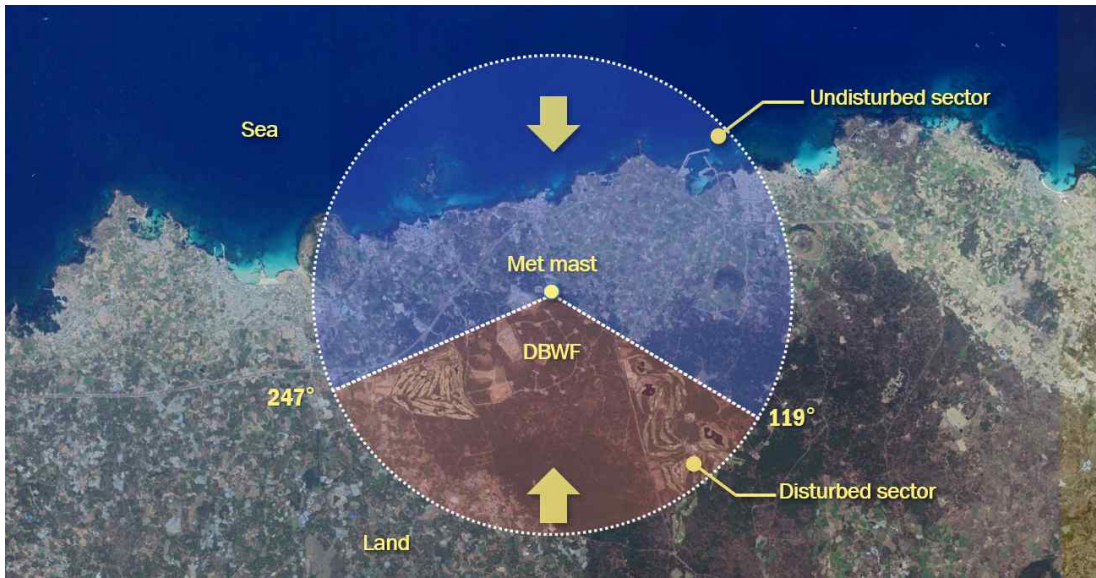 Undisturbed sector
Sea
Met mast
DBWF
247°
119°
Disturbed sector
Land